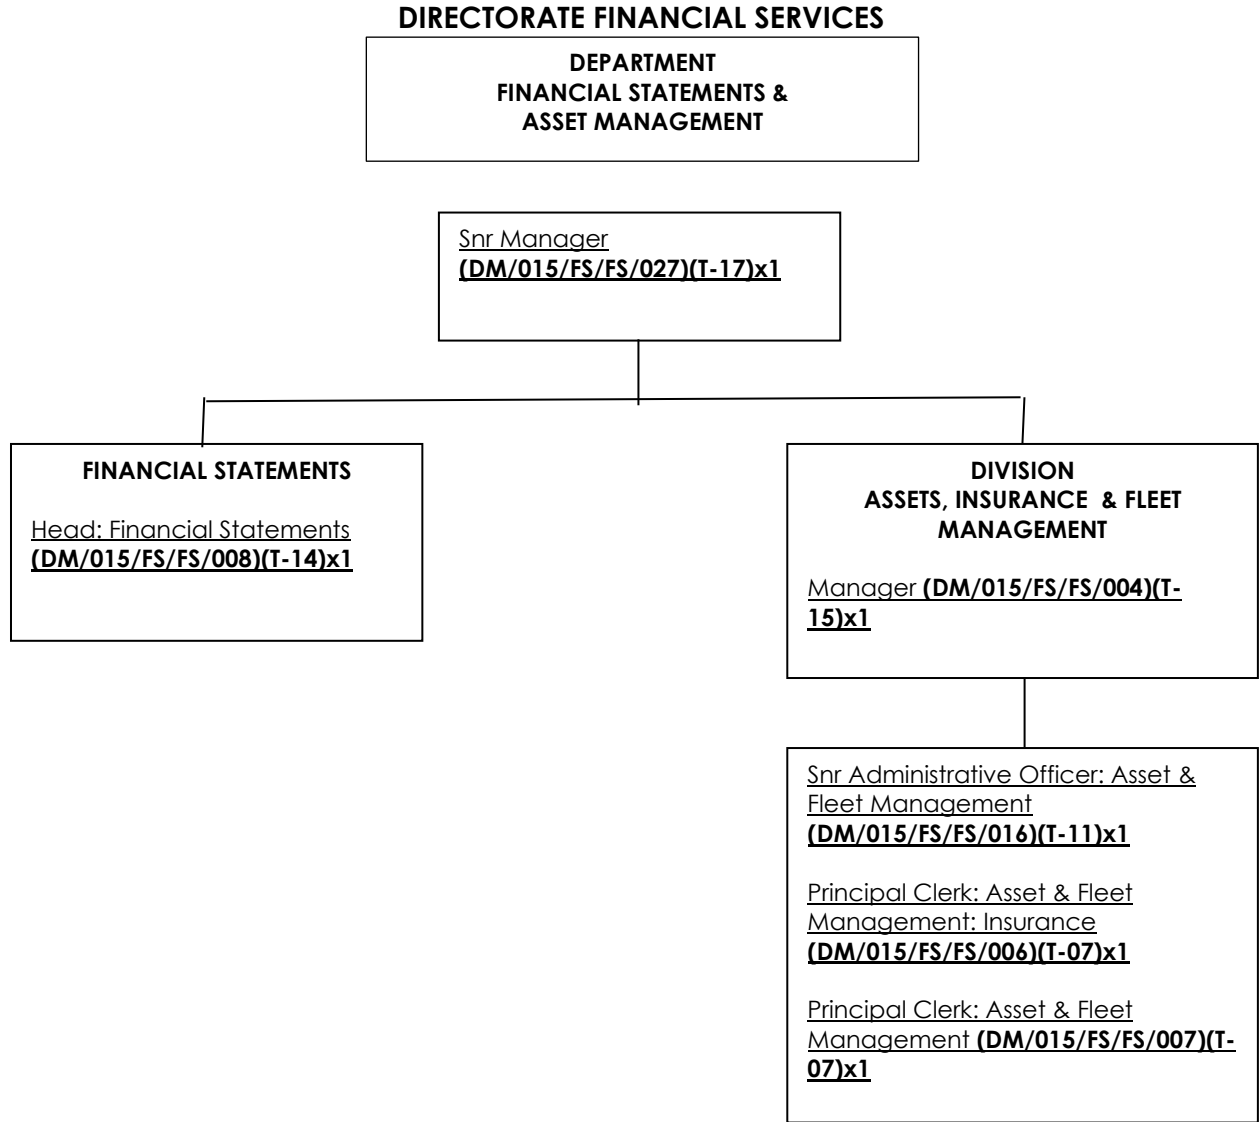 DIRECTORATE FINANCIAL SERVICES
DEPARTMENT
FINANCIAL STATEMENTS &
ASSET MANAGEMENT
Snr Manager
(DM/015/FS/FS/027)(T-17)x1
FINANCIAL STATEMENTS
Head: Financial Statements
(DM/015/FS/FS/008)(T-14)x1
DIVISION
ASSETS, INSURANCE & FLEET
MANAGEMENT
Manager (DM/015/FS/FS/004)(T-
15)x1
Snr Administrative Officer: Asset &
Fleet Management
(DM/015/FS/FS/016)(T-11)x1
Principal Clerk: Asset & Fleet
Management: Insurance
(DM/015/FS/FS/006)(T-07)x1
Principal Clerk: Asset & Fleet
Management (DM/015/FS/FS/007)(T-
07)x1